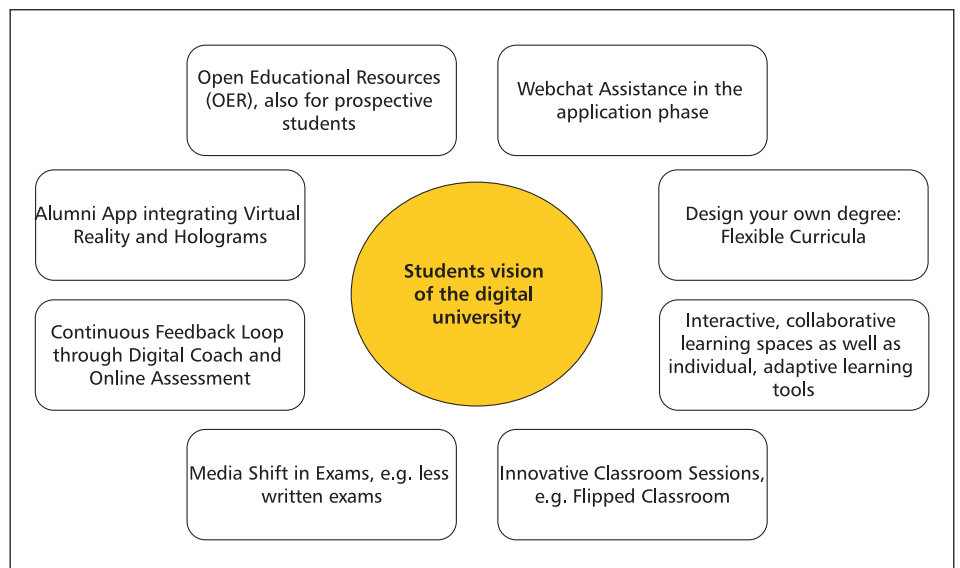 Open Educational Resources
(OER), also for prospective
students
Webchat Assistance in the
application phase
Alumni App integrating Virtual
Reality and Holograms
Students vision
of the digital
university
Design your own degree:
Flexible Curricula
Continuous Feedback Loop
through Digital Coach and
Online Assessment
Interactive, collaborative
learning spaces as well as
individual, adaptive learning
tools
Media Shift in Exams, e.g. less
written exams
Innovative Classroom Sessions,
e.g. Flipped Classroom